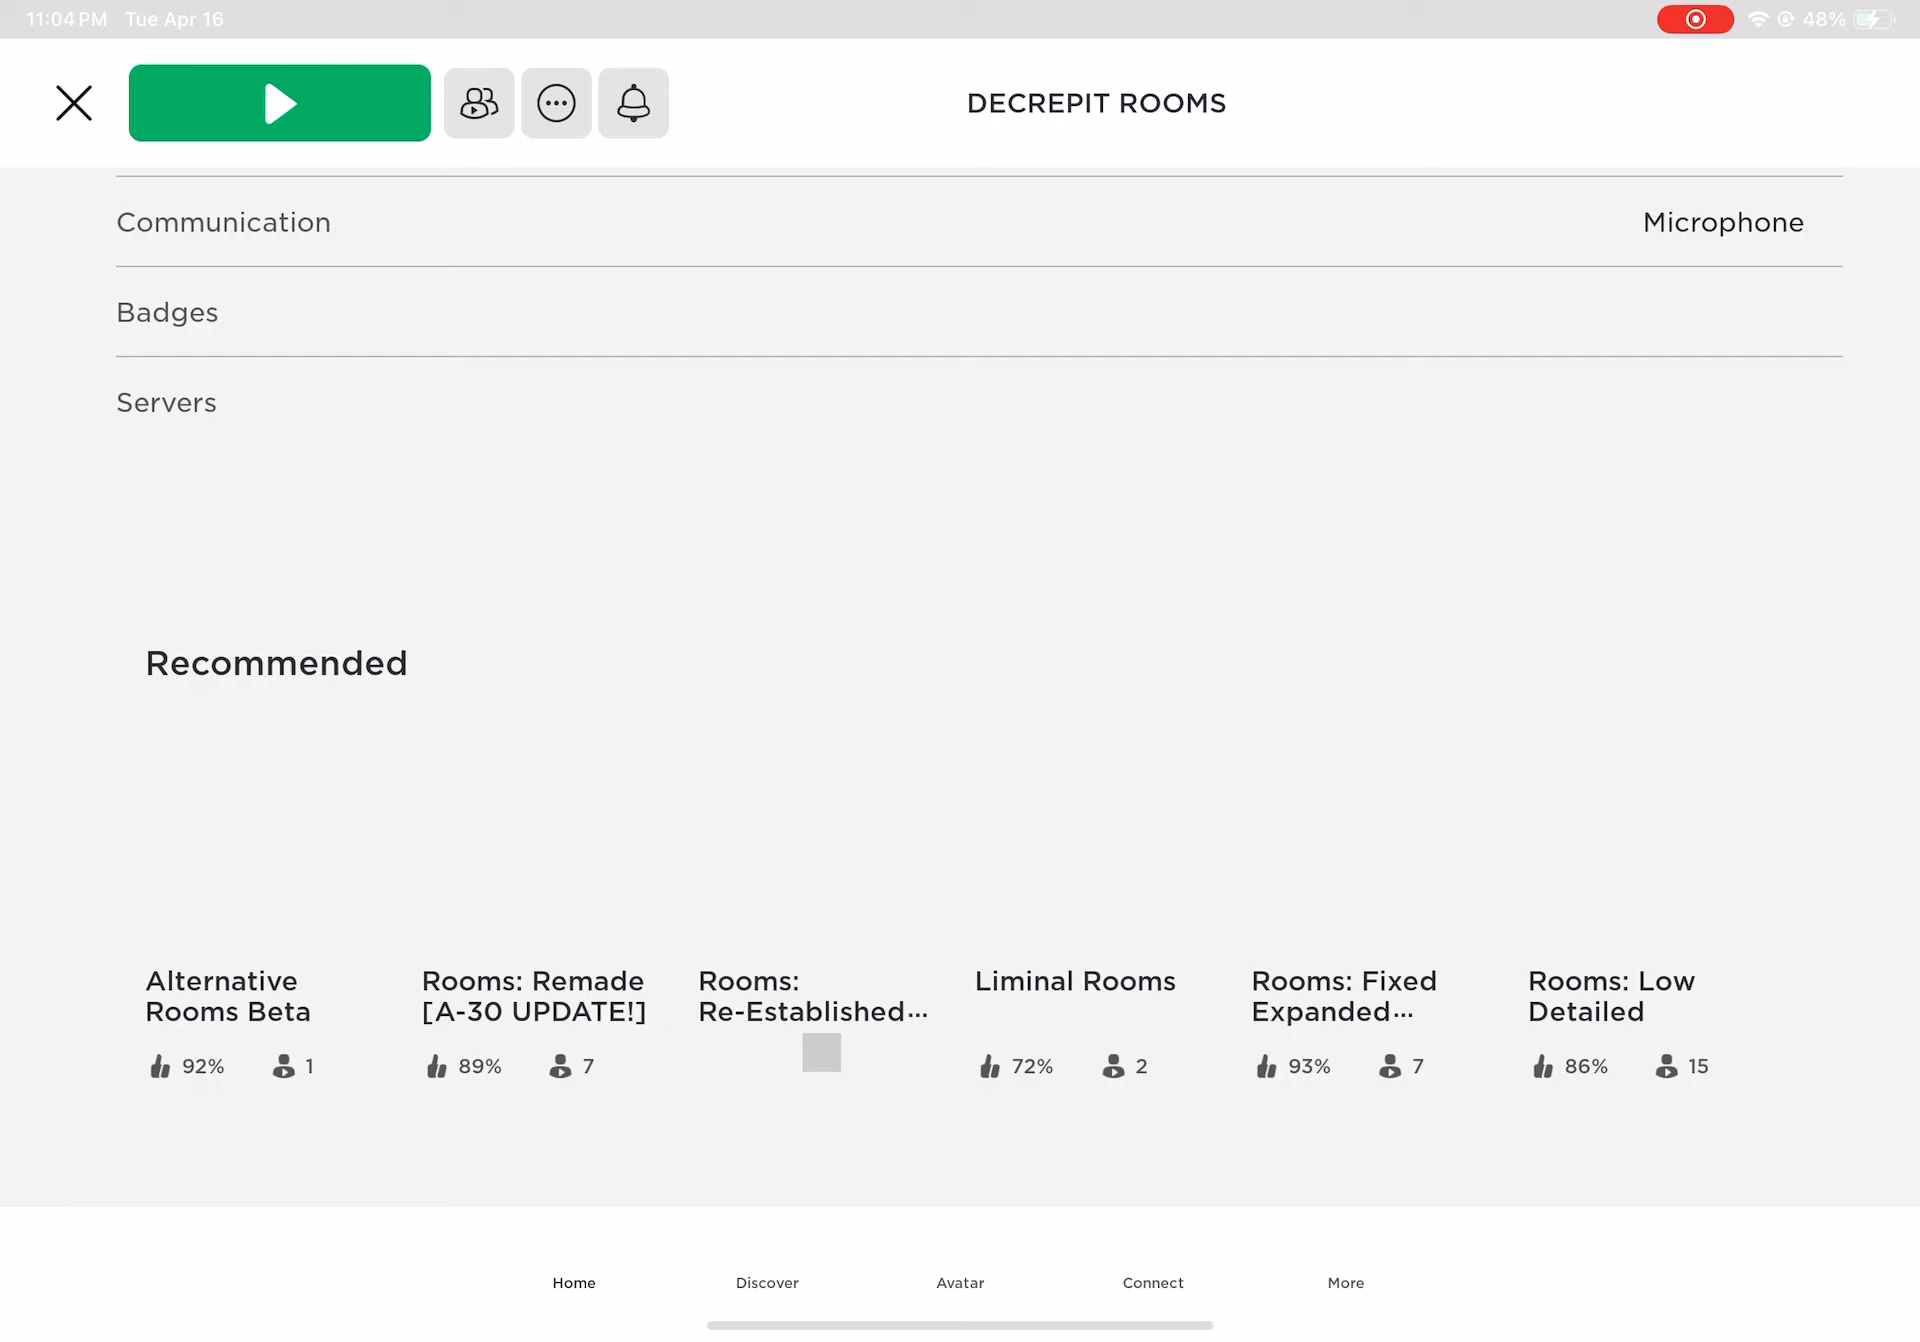 11:04 PM Tue Apr 16
48%
DECREPIT ROOMS
Communication
Microphone
Badges
Servers
Recommended
Alternative
Rooms Beta
92% 1
Rooms: Remade
[A-30 UPDATE!]
89% 7
Rooms:
Re-Established...
Liminal Rooms
72% 2
Rooms: Fixed
Expanded...
93% 7
Rooms: Low
Detailed
86% 15
Home
Discover
Avatar
Connect
More